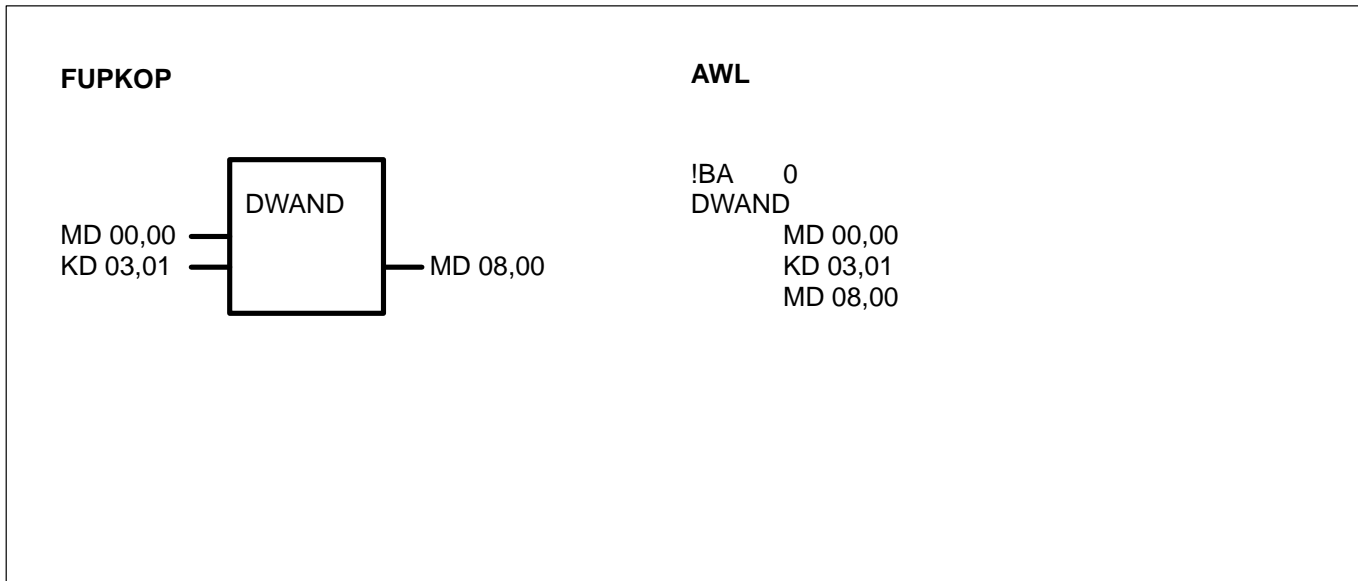 FUPKOP
DWAND
MD 00,00
KD 03,01
MD 08,00
AWL
!BA 0
DWAND
MD 00,00
KD 03,01
MD 08,00